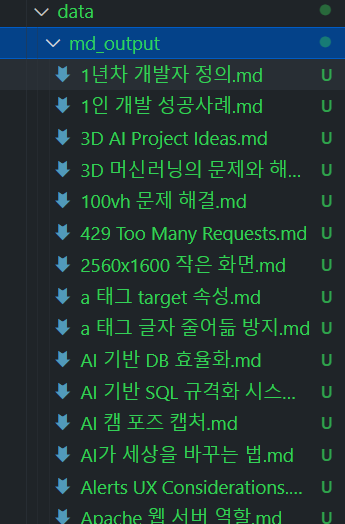 data
md_output
1년차 개발자 정의.md
U
1인 개발 성공사례.md
U
3D AI Project Ideas.md
U
3D 머신러닝의 문제와 해...
U
100vh 문제 해결.md
U
429 Too Many Requests.md
U
2560x1600 작은 화면.md
U
a 태그 target 속성.md
U
a 태그 글자 줄어듦 방지.md
U
AI 기반 DB 효율화.md
U
AI 기반 SQL 규격화 시스...
U
AI 캠 포즈 캡처.md
U
AI가 세상을 바꾸는 법.md
U
Alerts UX Considerations....
U
Apache 웹 서버 역할.md
U